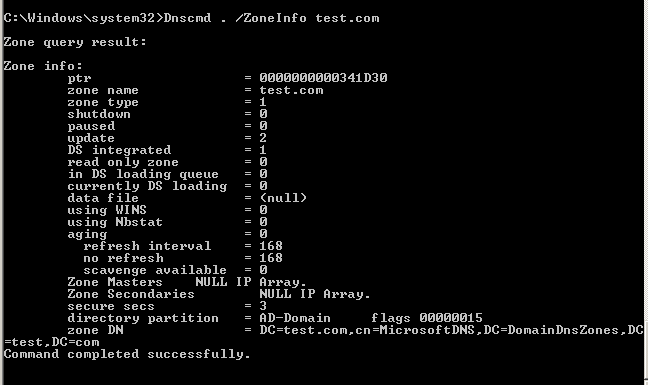 C:\Windows\system32>Dnscmd . /ZoneInfo test.com
Zone query result:
Zone info:
ptr = 0000000000341D30
zone name = test.com
zone type = 1
shutdown = 0
paused = 0
update = 2
DS integrated = 1
read only zone = 0
in DS loading queue = 0
currently DS loading = 0
data file = (null)
using WINS = 0
using Nbstat = 0
aging = 0
refresh interval = 168
no refresh = 168
scavenge available = 0
Zone Masters NULL IP Array.
Zone Secondaries NULL IP Array.
secure secs = 3
directory partition = AD-Domain flags 00000015
zone DN = DC=test.com,cn=MicrosoftDNS,DC=DomainDnsZones,DC
=test,DC=com
Command completed successfully.